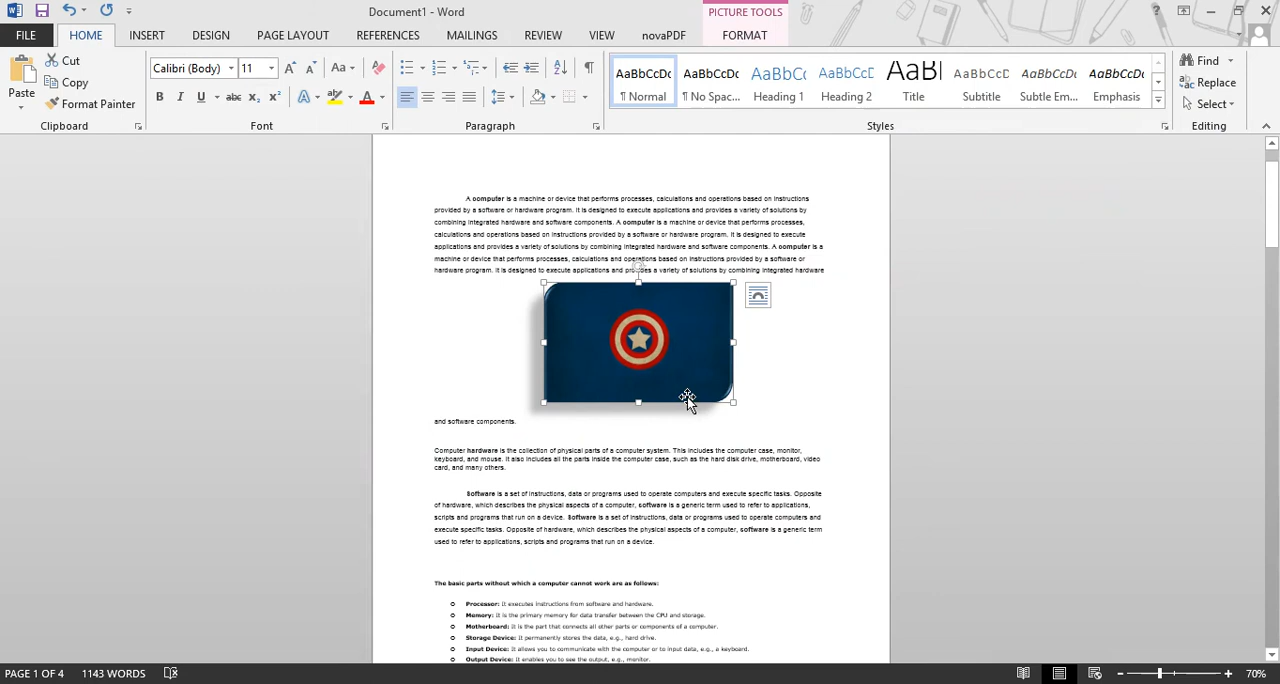 Document1 - Word
PICTURE TOOLS
FILE HOME INSERT DESIGN PAGE LAYOUT REFERENCES MAILINGS REVIEW VIEW novaPDF FORMAT
Cut
Copy
Format Painter
Paste
Clipboard
Calibri (Body) 11
Font
Paragraph
AaBbCcDc AaBbCcDc AaBbCc AaBbCcC AaBl AaBbCcD AaBbCcDc AaBbCcDc
¶ Normal ¶ No Spac... Heading 1 Heading 2 Title Subtitle Subtle Em... Emphasis
Styles
Find
Replace
Select
Editing
A computer is a machine or device that performs processes, calculations and operations based on instructions
provided by a software or hardware program. It is designed to execute applications and provides a variety of solutions by
combining integrated hardware and software components. A computer is a machine or device that performs processes,
calculations and operations based on instructions provided by a software or hardware program. It is designed to execute
applications and provides a variety of solutions by combining integrated hardware and software components. A computer is a
machine or device that performs processes, calculations and operations based on instructions provided by a software or
hardware program. It is designed to execute applications and provides a variety of solutions by combining integrated hardware
and software components.
Computer hardware is the collection of physical parts of a computer system. This includes the computer case, monitor,
keyboard, and mouse. It also includes all the parts inside the computer case, such as the hard disk drive, motherboard, video
card, and many others.
Software is a set of instructions, data or programs used to operate computers and execute specific tasks. Opposite
of hardware, which describes the physical aspects of a computer, software is a generic term used to refer to applications,
scripts and programs that run on a device. Software is a set of instructions, data or programs used to operate computers and
execute specific tasks. Opposite of hardware, which describes the physical aspects of a computer, software is a generic term
used to refer to applications, scripts and programs that run on a device.
The basic parts without which a computer cannot work are as follows:
Processor: It executes instructions from software and hardware.
Memory: It is the primary memory for data transfer between the CPU and storage.
Motherboard: It is the part that connects all other parts or components of a computer.
Storage Device: It permanently stores the data, e.g., hard drive.
Input Device: It allows you to communicate with the computer or to input data, e.g., a keyboard.
Output Device: It enables you to see the output, e.g., monitor.
PAGE 1 OF 4 1143 WORDS 70%